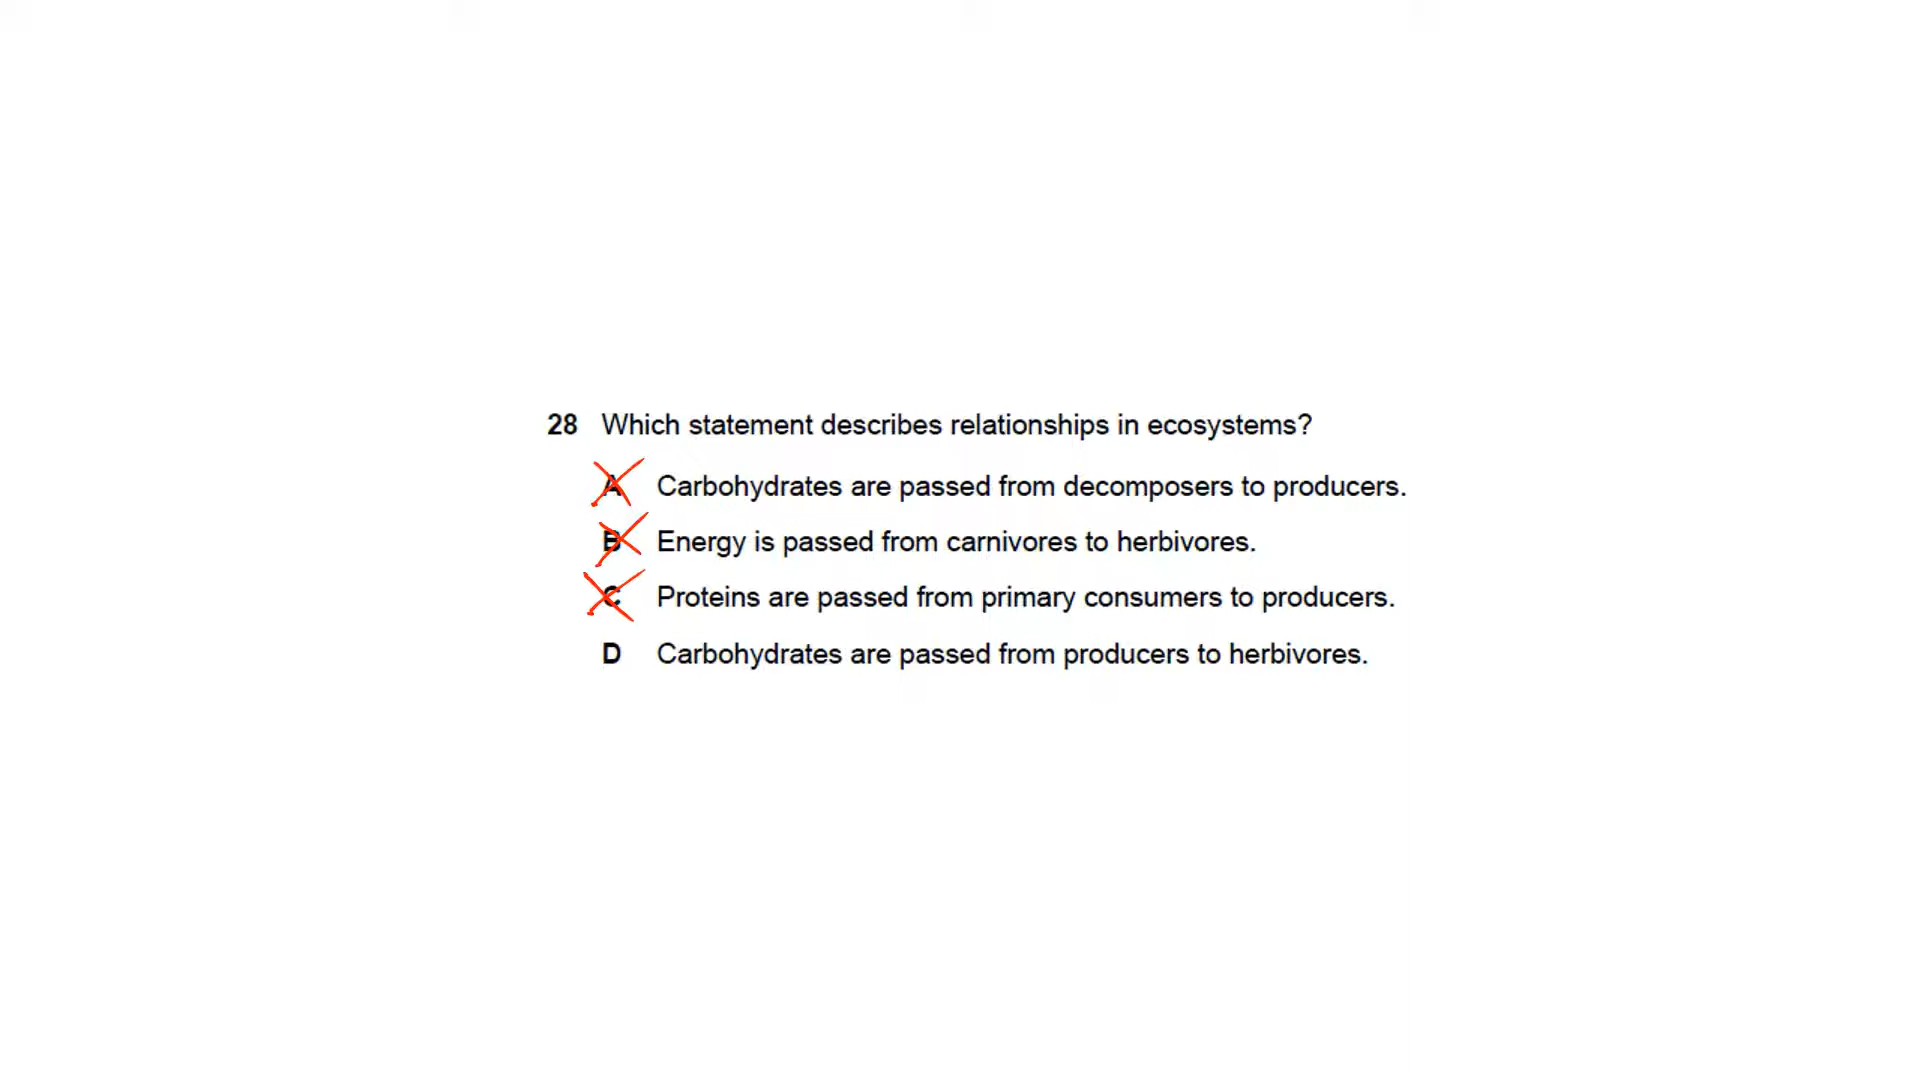 28 Which statement describes relationships in ecosystems?
A Carbohydrates are passed from decomposers to producers.
B Energy is passed from carnivores to herbivores.
C Proteins are passed from primary consumers to producers.
D Carbohydrates are passed from producers to herbivores.